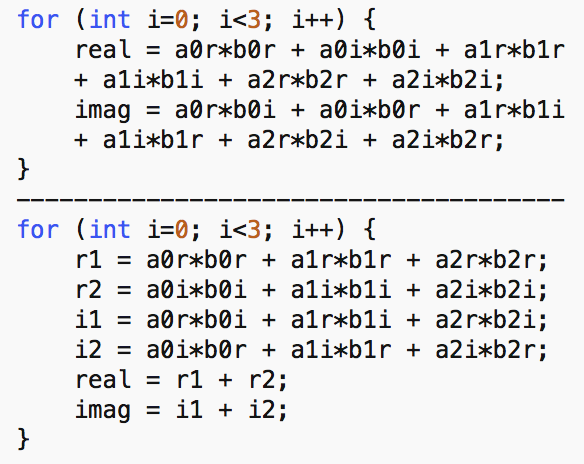 for (int i=0; i<3; i++) {
    real = a0r*b0r + a0i*b0i + a1r*b1r
    + a1i*b1i + a2r*b2r + a2i*b2i;
    imag = a0r*b0i + a0i*b0r + a1r*b1i
    + a1i*b1r + a2r*b2i + a2i*b2r;
}
--------------------------------------
for (int i=0; i<3; i++) {
    r1 = a0r*b0r + a1r*b1r + a2r*b2r;
    r2 = a0i*b0i + a1i*b1i + a2i*b2i;
    i1 = a0r*b0i + a1r*b1i + a2r*b2i;
    i2 = a0i*b0r + a1i*b1r + a2i*b2r;
    real = r1 + r2;
    imag = i1 + i2;
}